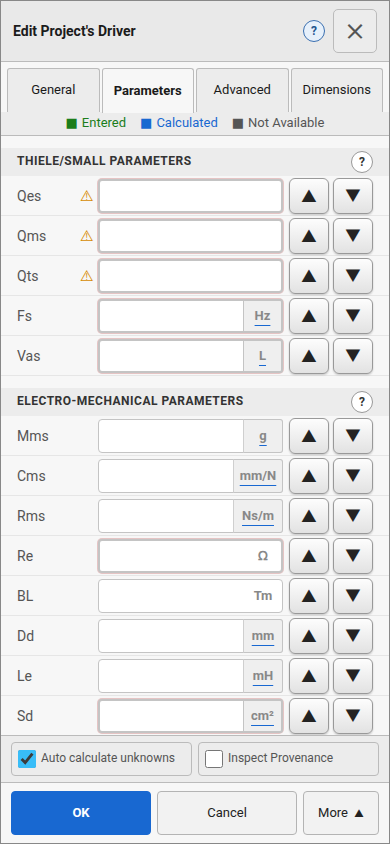 Edit Project's Driver ?
General Parameters Advanced Dimensions
Entered Calculated Not Available
THIELE/SMALL PARAMETERS ?
Qes
Qms
Qts
Fs Hz
Vas L
ELECTRO-MECHANICAL PARAMETERS ?
Mms g
Cms mm/N
Rms Ns/m
Re Ω
BL Tm
Dd mm
Le mH
Sd cm²
Auto calculate unknowns Inspect Provenance
OK Cancel More ▲